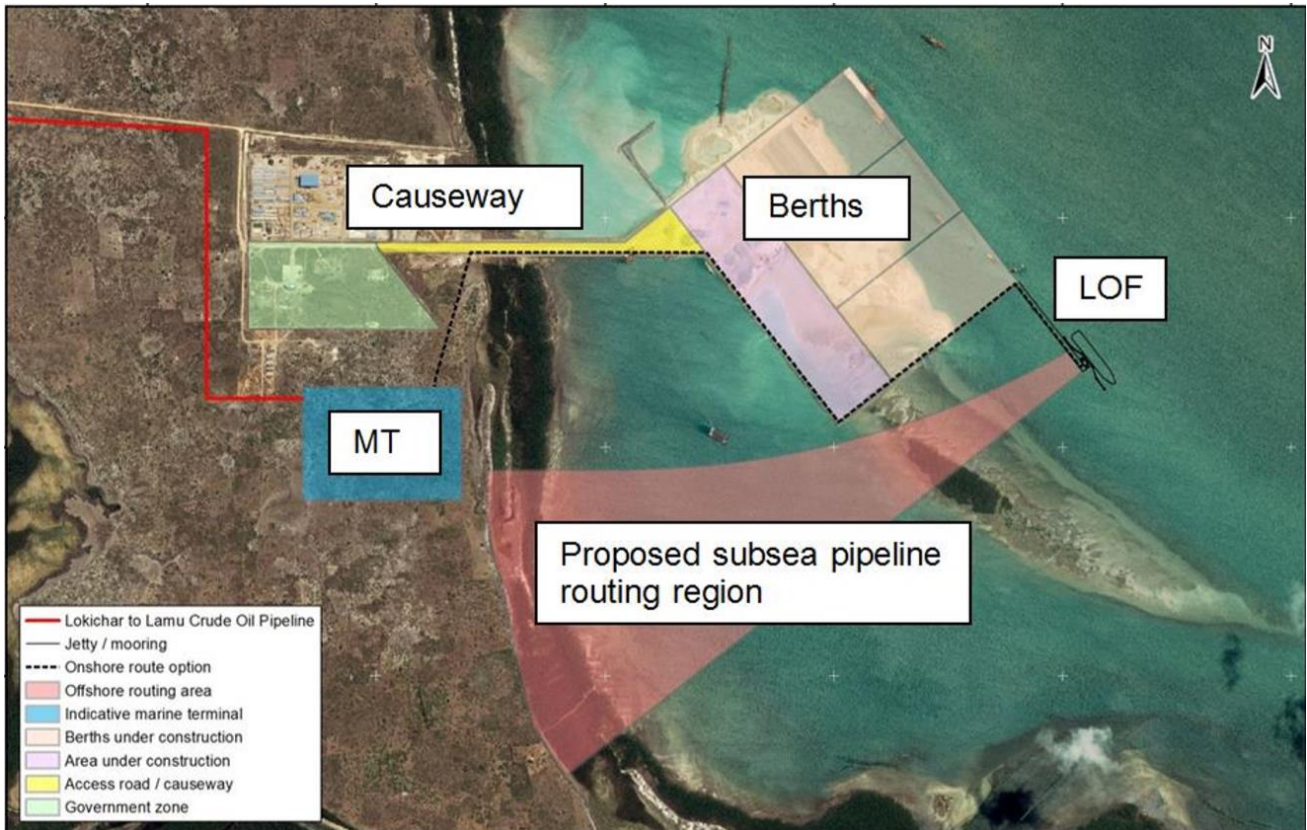 N
Causeway
Berths
LOF
MT
Proposed subsea pipeline
routing region
Lokichar to Lamu Crude Oil Pipeline
Jetty / mooring
Onshore route option
Offshore routing area
Indicative marine terminal
Berths under construction
Area under construction
Access road / causeway
Government zone